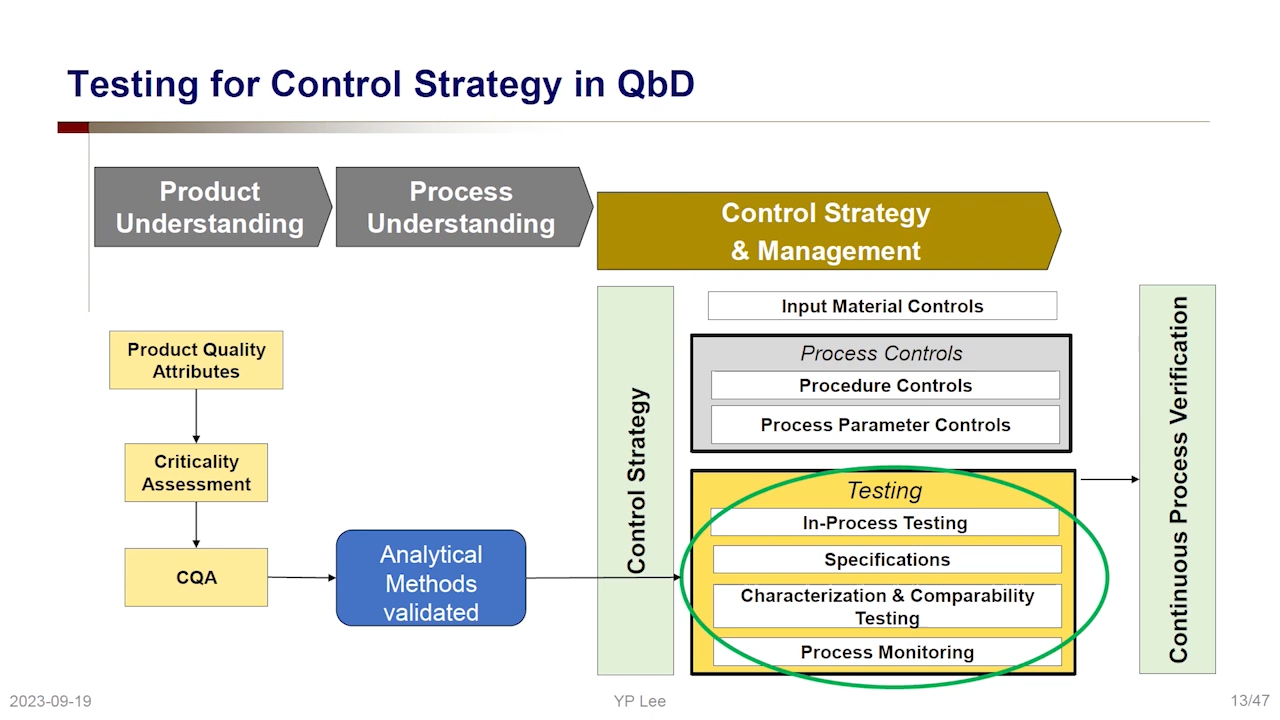 Testing for Control Strategy in QbD
Product
Understanding
Process
Understanding
Control Strategy
& Management
Product Quality
Attributes
Criticality
Assessment
CQA
Analytical
Methods
validated
Control Strategy
Input Material Controls
Process Controls
Procedure Controls
Process Parameter Controls
Testing
In-Process Testing
Specifications
Characterization & Comparability
Testing
Process Monitoring
Continuous Process Verification
2023-09-19
YP Lee
13/47